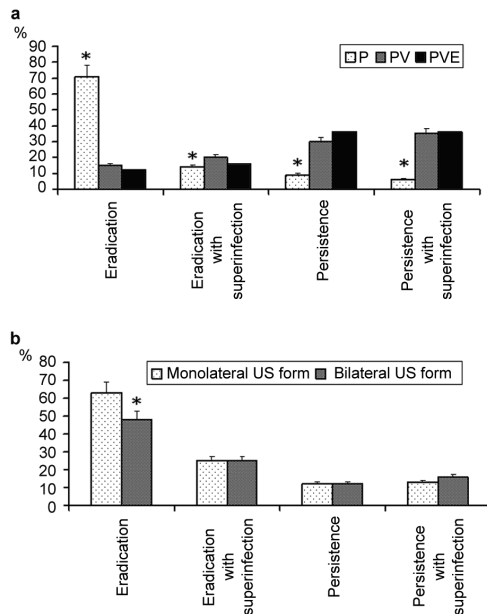 a
%
P PV PVE
90
80
70
60
50
40
30
20
10
0
* * * *
Eradication
Eradication
with
superinfection
Persistence
Persistence
with
superinfection
b
%
Monolateral US form Bilateral US form
80
70
60
50
40
30
20
10
0
*
Eradication
Eradication
with
superinfection
Persistence
Persistence
with
superinfection